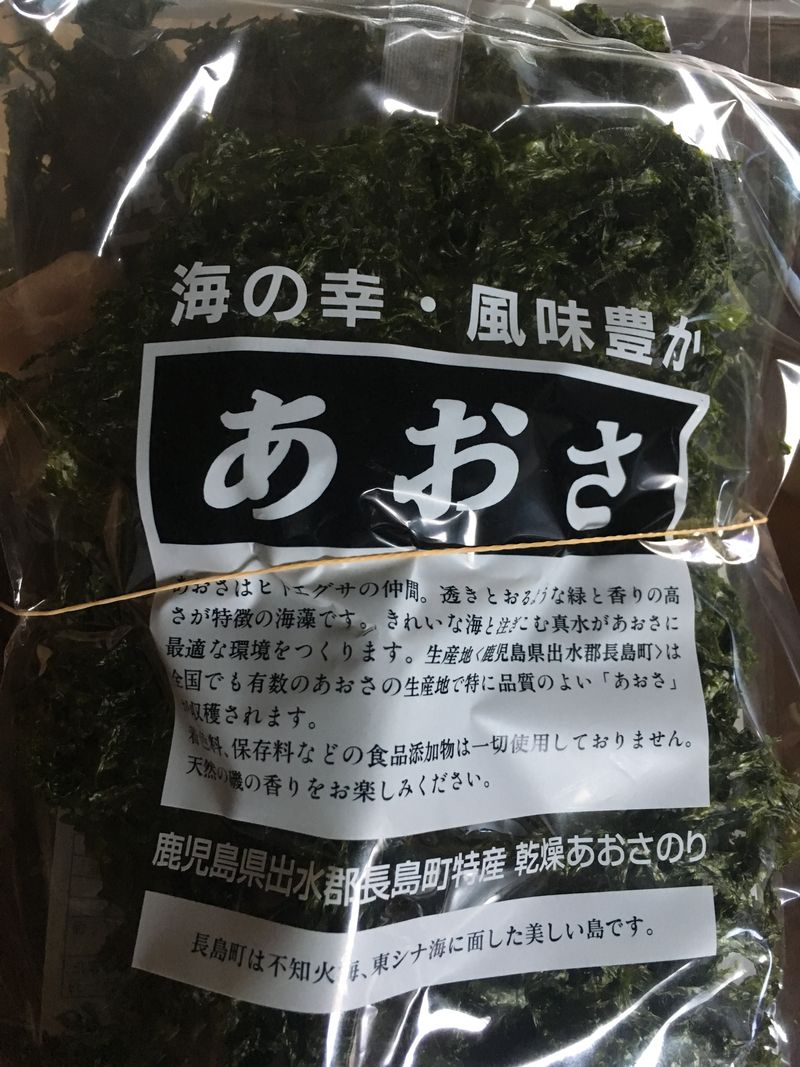 海の幸・風味豊か
あおさ
あおさはヒトエグサの仲間。透きとおるような緑と香りの高
さが特徴の海藻です。きれいな海と注ぎこむ真水があおさに
最適な環境をつくります。生産地〈鹿児島県出水郡長島町〉は
全国でも有数のあおさの生産地で特に品質のよい「あおさ」
が収穫されます。
着色料、保存料などの食品添加物は一切使用しておりません。
天然の磯の香りをお楽しみください。
鹿児島県出水郡長島町特産 乾燥あおさのり
長島町は不知火海、東シナ海に面した美しい島です。